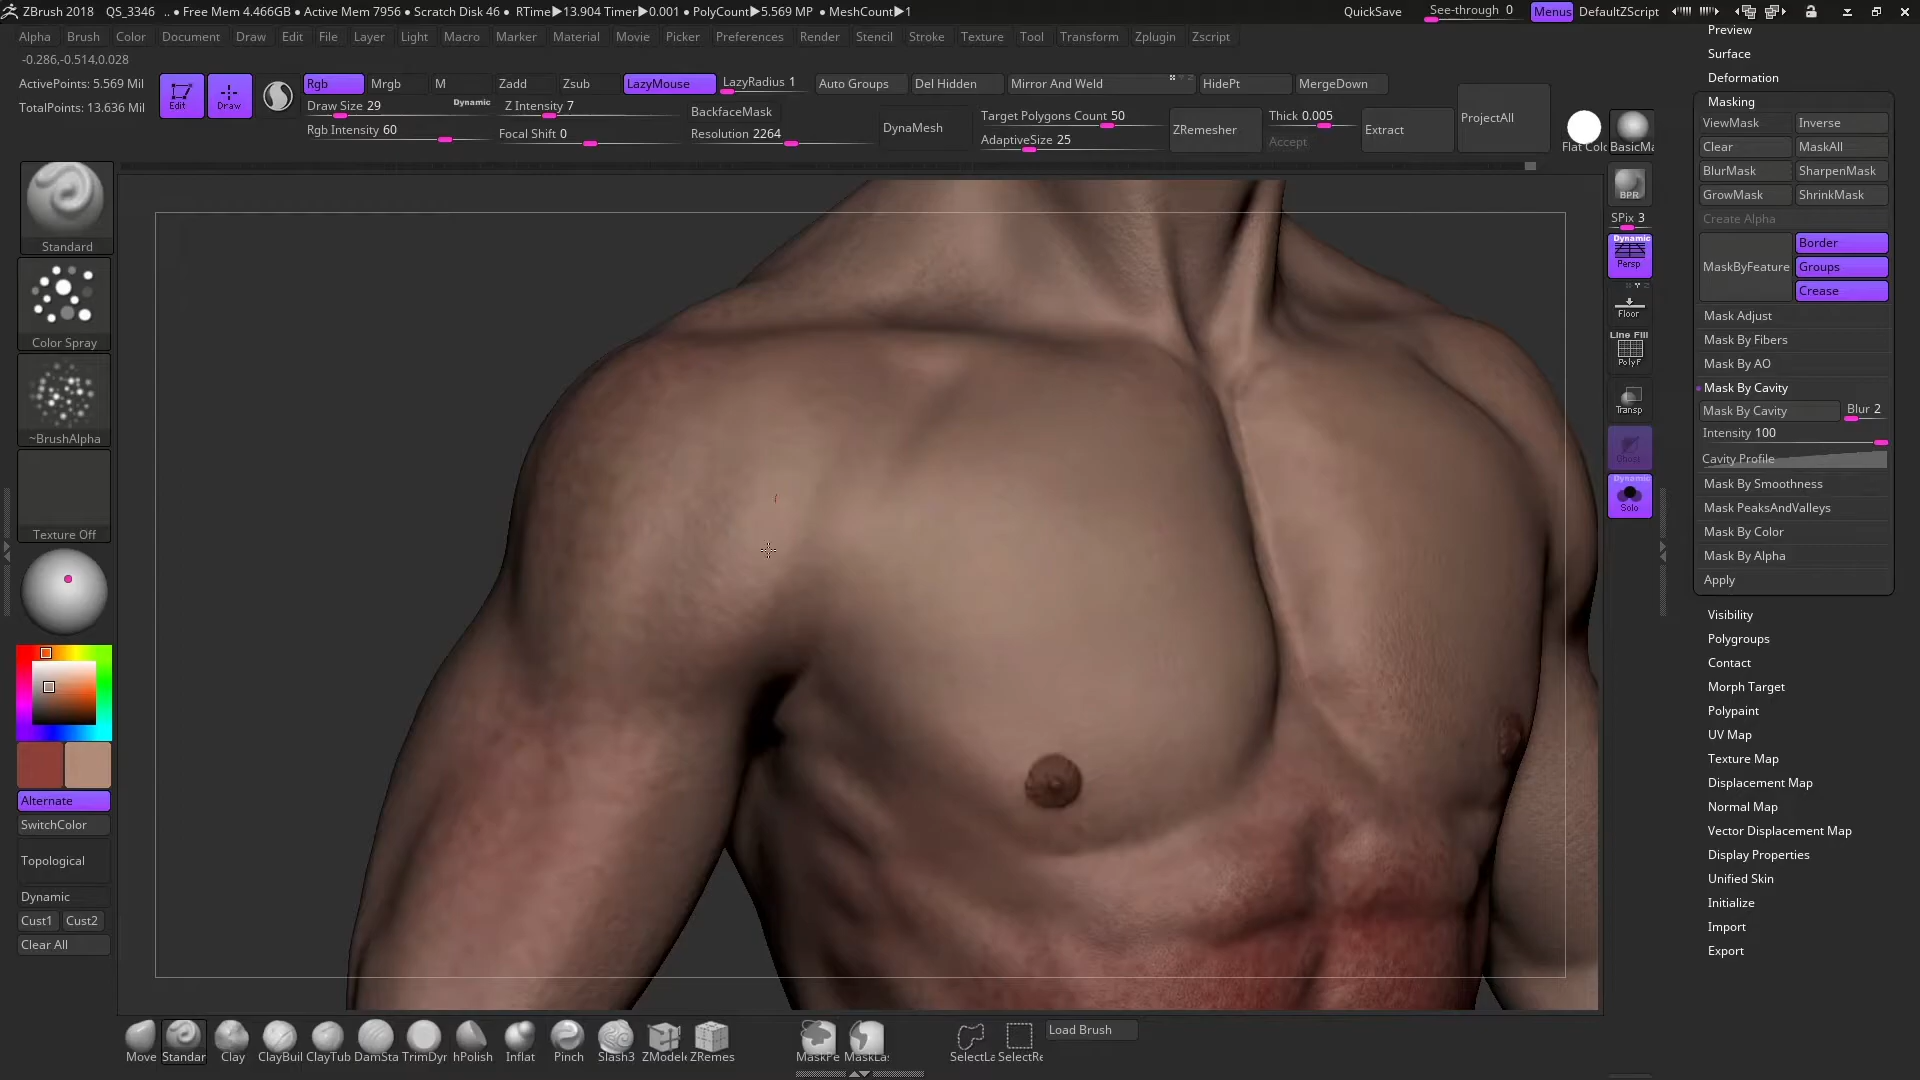 ZBrush 2018 QS_3346 .. • Free Mem 4.466GB • Active Mem 7956 • Scratch Disk 46 • RTime▶13.904 Timer▶0.001 • PolyCount▶5.569 MP • MeshCount▶1
QuickSave See-through 0 Menus DefaultZScript
Alpha Brush Color Document Draw Edit File Layer Light Macro Marker Material Movie Picker Preferences Render Stencil Stroke Texture Tool Transform Zplugin Zscript
-0.286,-0.514,0.028
ActivePoints: 5.569 Mil
TotalPoints: 13.636 Mil
Edit
Draw
Rgb Mrgb M Zadd Zsub LazyMouse LazyRadius 1 Auto Groups Del Hidden Mirror And Weld HidePt MergeDown
Draw Size 29 Dynamic Z Intensity 7 BackfaceMask
Rgb Intensity 60 Focal Shift 0 Resolution 2264
DynaMesh
Target Polygons Count 50
AdaptiveSize 25
ZRemesher
Thick 0.005
Accept
Extract
ProjectAll
Flat Colo
BasicMa
Standard
Color Spray
~BrushAlpha
Texture Off
Alternate
SwitchColor
Topological
Dynamic
Cust1 Cust2
Clear All
BPR
SPix 3
Dynamic
Persp
Floor
Line Fill
PolyF
Transp
Ghost
Dynamic
Solo
Preview
Surface
Deformation
Masking
ViewMask Inverse
Clear MaskAll
BlurMask SharpenMask
GrowMask ShrinkMask
Create Alpha
MaskByFeature
Border
Groups
Crease
Mask Adjust
Mask By Fibers
Mask By AO
Mask By Cavity
Mask By Cavity Blur 2
Intensity 100
Cavity Profile
Mask By Smoothness
Mask PeaksAndValleys
Mask By Color
Mask By Alpha
Apply
Visibility
Polygroups
Contact
Morph Target
Polypaint
UV Map
Texture Map
Displacement Map
Normal Map
Vector Displacement Map
Display Properties
Unified Skin
Initialize
Import
Export
Move Standar Clay ClayBuil ClayTub DamSta TrimDyr hPolish Inflat Pinch Slash3 ZModele ZRemes MaskPe MaskLas SelectLa SelectRe
Load Brush